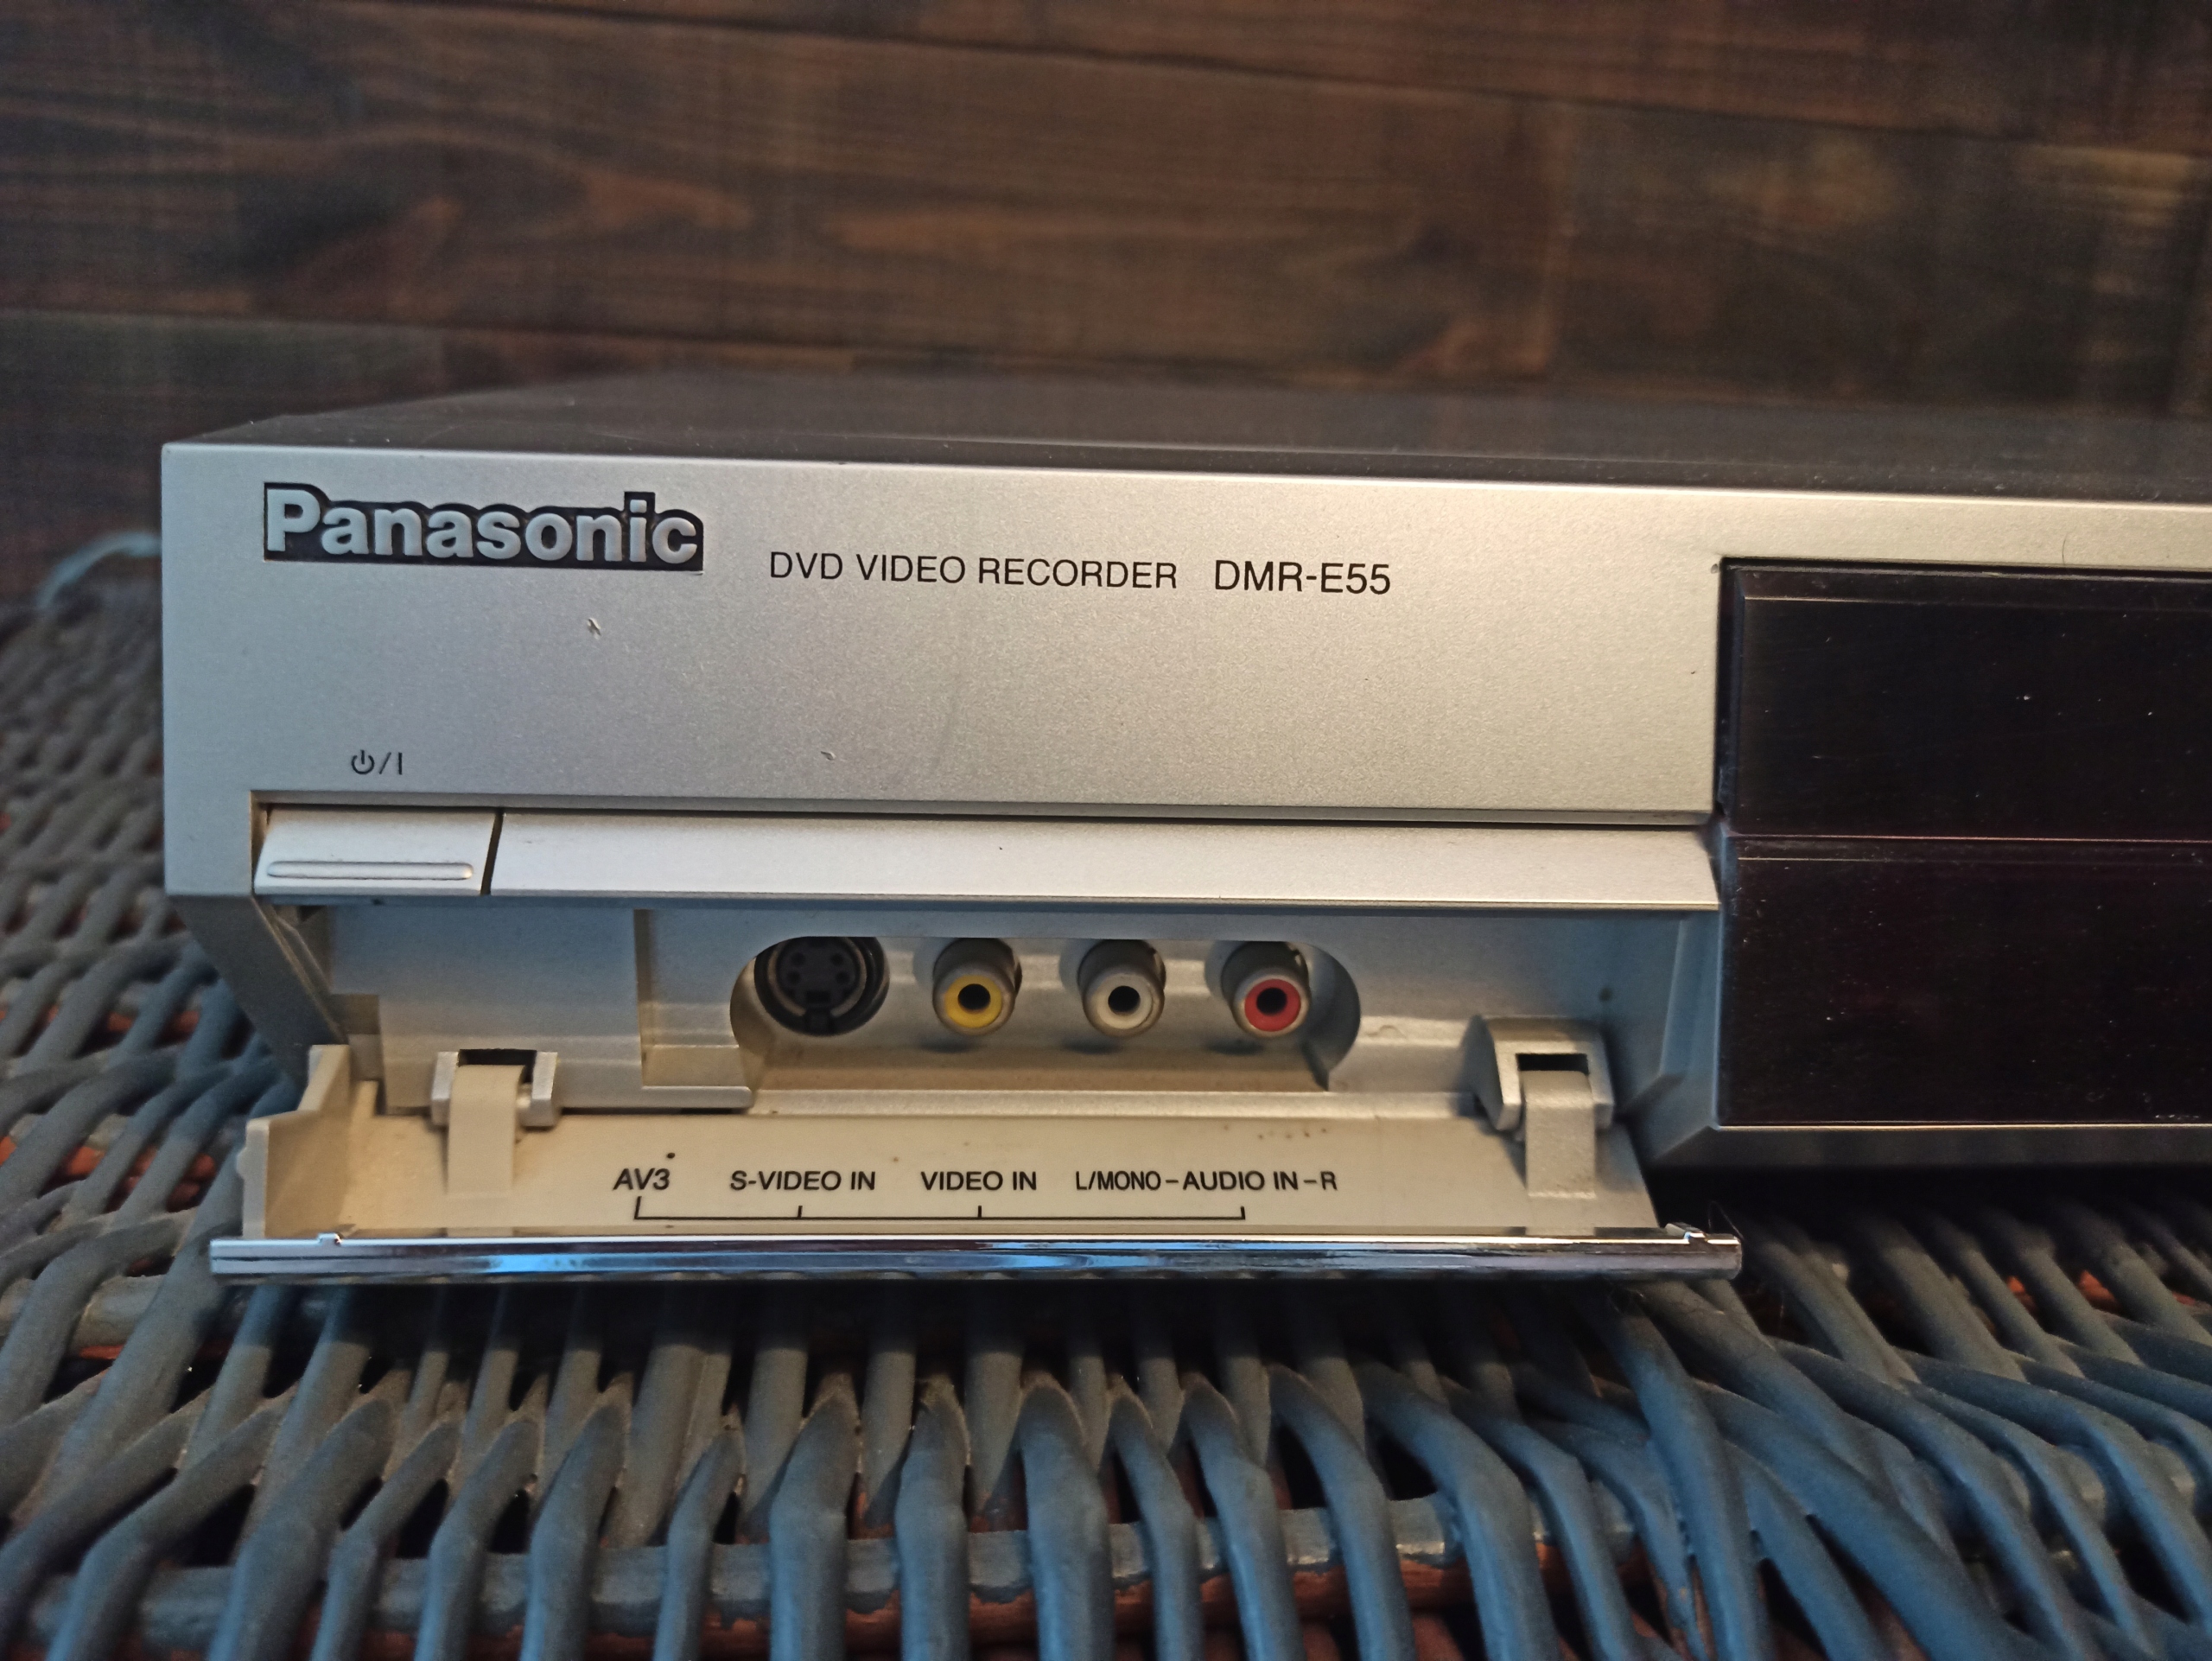 Panasonic
DVD VIDEO RECORDER DMR-E55
⏻/I
AV3 S-VIDEO IN VIDEO IN L/MONO-AUDIO IN-R